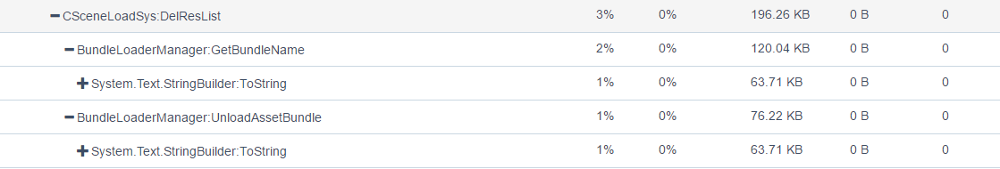 CSceneLoadSys:DelResList 3% 0% 196.26 KB 0 B 0
BundleLoaderManager:GetBundleName 2% 0% 120.04 KB 0 B 0
System.Text.StringBuilder:ToString 1% 0% 63.71 KB 0 B 0
BundleLoaderManager:UnloadAssetBundle 1% 0% 76.22 KB 0 B 0
System.Text.StringBuilder:ToString 1% 0% 63.71 KB 0 B 0